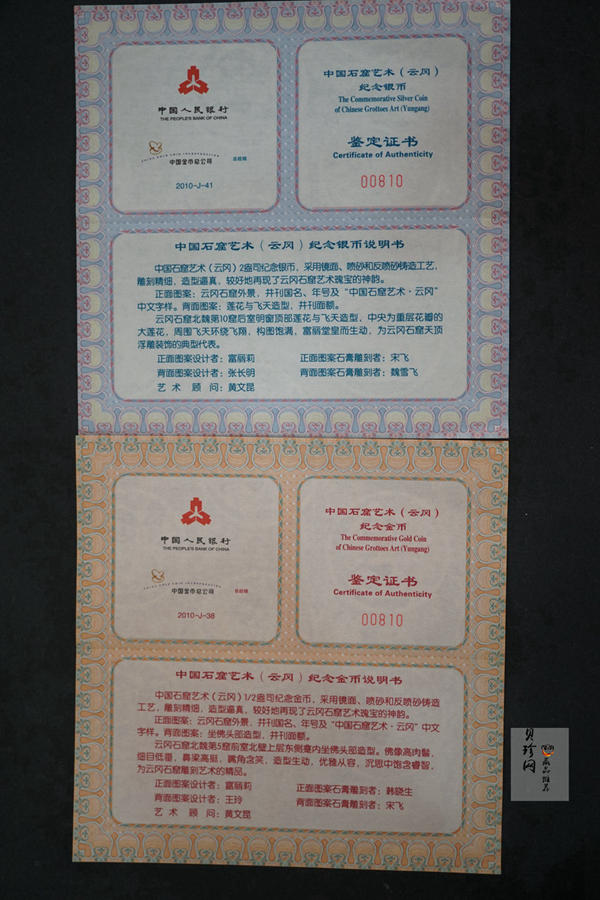 中国人民银行
THE PEOPLE'S BANK OF CHINA
CHINA GOLD COIN INCORPORATION
中国金币总公司
总经销
2010-J-41
中国石窟艺术（云冈）
纪念银币
The Commemorative Silver Coin
of Chinese Grottoes Art (Yungang)
鉴定证书
Certificate of Authenticity
00810
中国石窟艺术（云冈）纪念银币说明书
中国石窟艺术（云冈）2盎司纪念银币，采用镜面、喷砂和反喷砂铸造工艺，
雕刻精细，造型逼真，较好地再现了云冈石窟艺术瑰宝的神韵。
正面图案：云冈石窟外景，并刊国名、年号及“中国石窟艺术·云冈”
中文字样。背面图案：莲花与飞天造型，并刊面额。
云冈石窟北魏第10窟后室明窗顶部莲花与飞天造型，中央为重层花瓣的
大莲花，周围飞天环绕飞翔，构图饱满，富丽堂皇而生动，为云冈石窟天顶
浮雕装饰的典型代表。
正面图案设计者：富丽莉 正面图案石膏雕刻者：宋飞
背面图案设计者：张长明 背面图案石膏雕刻者：魏雪飞
艺术顾问：黄文昆
中国人民银行
THE PEOPLE'S BANK OF CHINA
CHINA GOLD COIN INCORPORATION
中国金币总公司
总经销
2010-J-38
中国石窟艺术（云冈）
纪念金币
The Commemorative Gold Coin
of Chinese Grottoes Art (Yungang)
鉴定证书
Certificate of Authenticity
00810
中国石窟艺术（云冈）纪念金币说明书
中国石窟艺术（云冈）1/2盎司纪念金币，采用镜面、喷砂和反喷砂铸造
工艺，雕刻精细，造型逼真，较好地再现了云冈石窟艺术瑰宝的神韵。
正面图案：云冈石窟外景，并刊国名、年号及“中国石窟艺术·云冈”中文
字样。背面图案：坐佛头部造型，并刊面额。
云冈石窟北魏第5窟前室北壁上层东侧龛内坐佛头部造型。佛像高肉髻，
细目低垂，鼻梁高挺，嘴角含笑，造型生动，优雅从容，沉思中饱含睿智，
为云冈石窟雕刻艺术的精品。
正面图案设计者：富丽莉 正面图案石膏雕刻者：韩晓生
背面图案设计者：王玲 背面图案石膏雕刻者：宋飞
艺术顾问：黄文昆
贝珍网
藏品推荐